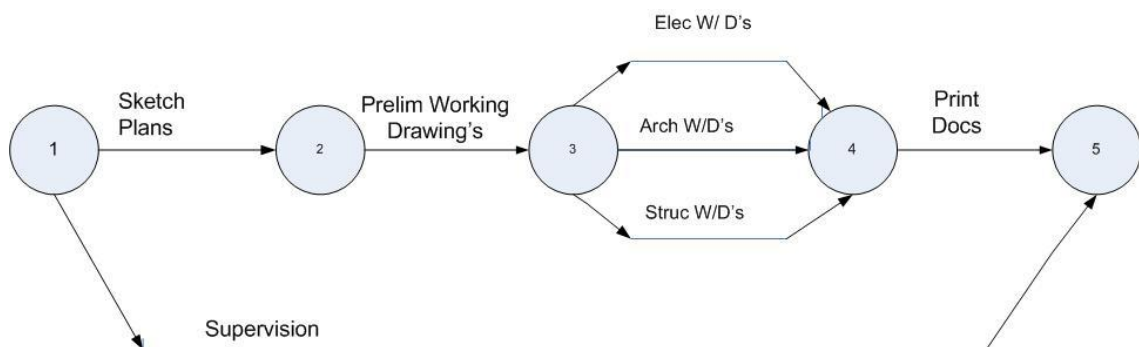 Elec W/ D's
Sketch
Plans
Prelim Working
Drawing's
Arch W/D's
Print
Docs
1
2
3
4
5
Struc W/D's
Supervision